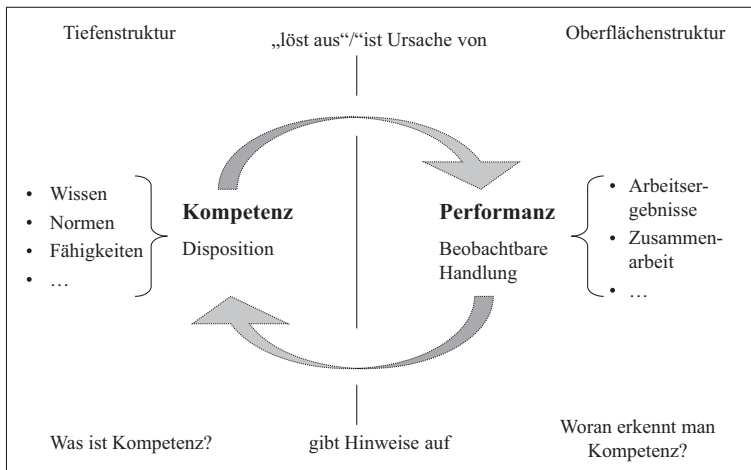 Tiefenstruktur
„löst aus“/“ist Ursache von
Oberflächenstruktur
• Wissen
• Normen
• Fähigkeiten
• …
Kompetenz
Disposition
Performanz
Beobachtbare
Handlung
• Arbeitser-
gebnisse
• Zusammen-
arbeit
• …
Was ist Kompetenz?
gibt Hinweise auf
Woran erkennt man
Kompetenz?